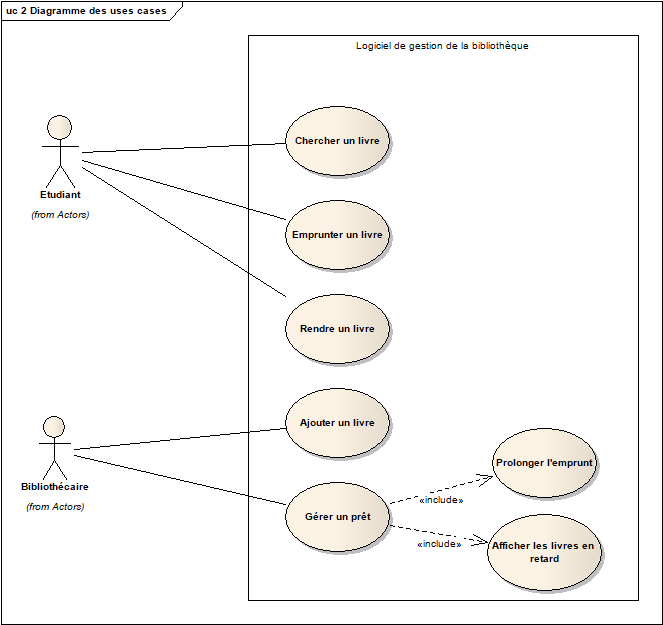 uc 2 Diagramme des uses cases
Logiciel de gestion de la bibliothèque
Chercher un livre
Etudiant
(from Actors)
Emprunter un livre
Rendre un livre
Ajouter un livre
Bibliothécaire
(from Actors)
Prolonger l'emprunt
«include»
Gérer un prêt
«include»
Afficher les livres en
retard